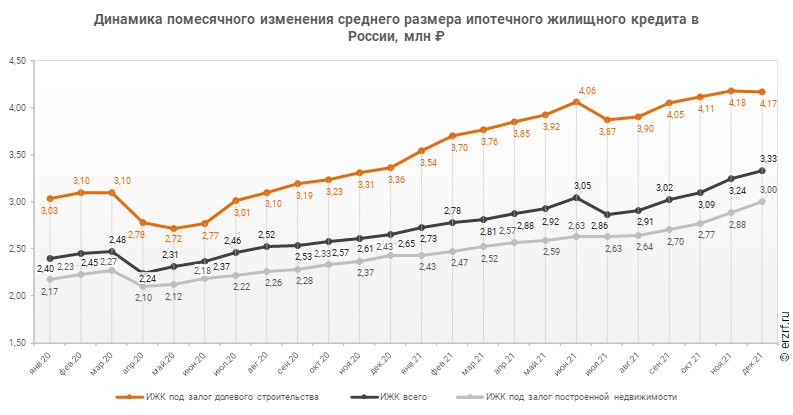 Динамика помесячного изменения среднего размера ипотечного жилищного кредита в
России, млн ₽
4,50
4,00
3,50
3,00
2,50
2,00
1,50
3,03 3,10 3,10 2,78 2,72 2,77 3,01 3,10 3,19 3,23 3,31 3,36 3,54 3,70 3,76 3,85 3,92 4,06 3,87 3,90 4,05 4,11 4,18 4,17
2,40 2,45 2,48 2,24 2,31 2,37 2,46 2,52 2,53 2,57 2,61 2,65 2,73 2,78 2,81 2,88 2,92 3,05 2,86 2,91 3,02 3,09 3,24 3,33
2,17 2,23 2,27 2,10 2,12 2,18 2,22 2,26 2,28 2,33 2,37 2,43 2,43 2,47 2,52 2,57 2,59 2,63 2,63 2,64 2,70 2,77 2,88 3,00
янв.20 фев.20 мар.20 апр.20 май.20 июн.20 июл.20 авг.20 сен.20 окт.20 ноя.20 дек.20 янв.21 фев.21 мар.21 апр.21 май.21 июн.21 июл.21 авг.21 сен.21 окт.21 ноя.21 дек.21
ИЖК под залог долевого строительства
ИЖК всего
ИЖК под залог построенной недвижимости
© erzrf.ru